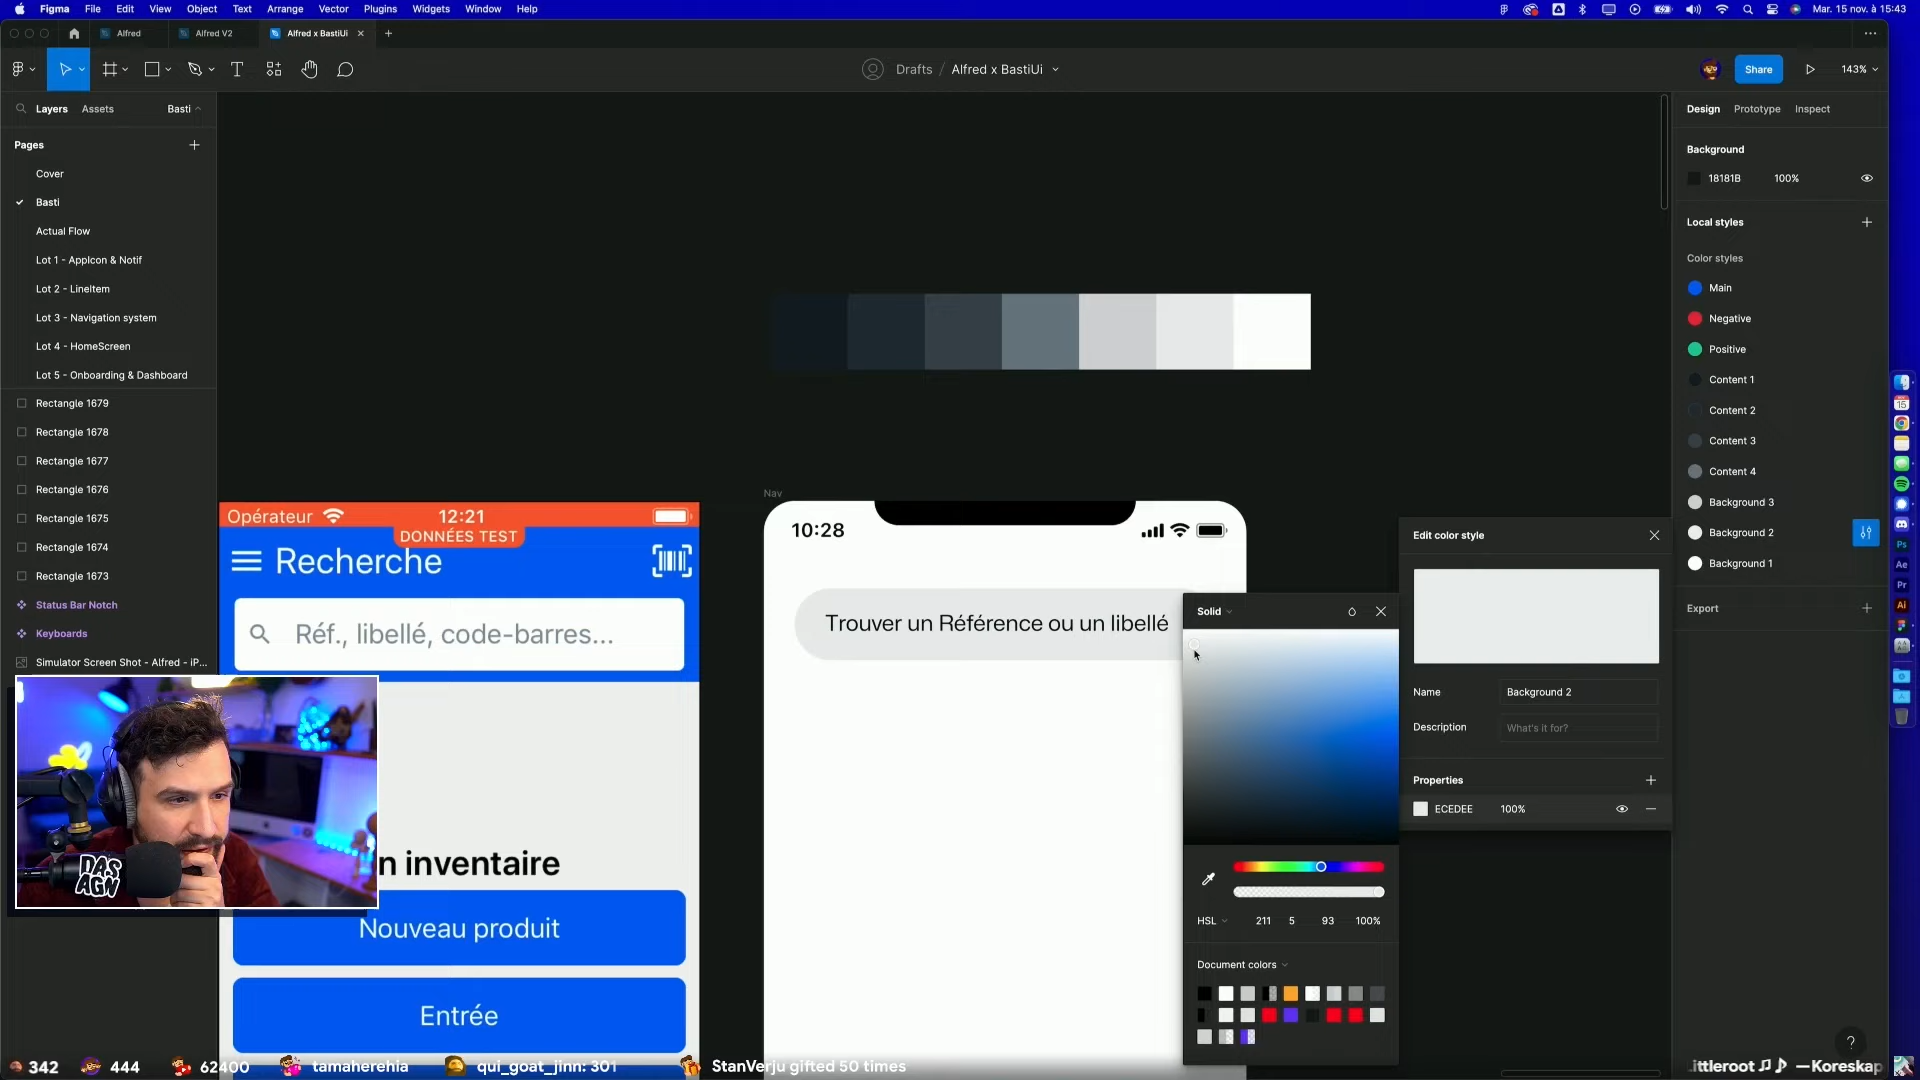 Figma File Edit View Object Text Arrange Vector Plugins Widgets Window Help
Mar. 15 nov. à 15:43
Alfred
Alfred V2
Alfred x BastiUi
Drafts / Alfred x BastiUi
Share
143%
Layers
Assets
Basti
Pages
Cover
Basti
Actual Flow
Lot 1 - AppIcon & Notif
Lot 2 - LineItem
Lot 3 - Navigation system
Lot 4 - HomeScreen
Lot 5 - Onboarding & Dashboard
Rectangle 1679
Rectangle 1678
Rectangle 1677
Rectangle 1676
Rectangle 1675
Rectangle 1674
Rectangle 1673
Status Bar Notch
Keyboards
Simulator Screen Shot - Alfred - iP...
Opérateur
12:21
DONNÉES TEST
Recherche
Réf., libellé, code-barres...
n inventaire
Nouveau produit
Entrée
DAS
AGN
Nav
10:28
Trouver un Référence ou un libellé
Solid
HSL
211
5
93
100%
Document colors
Edit color style
Name
Background 2
Description
What's it for?
Properties
ECEDEE
100%
Design
Prototype
Inspect
Background
18181B
100%
Local styles
Color styles
Main
Negative
Positive
Content 1
Content 2
Content 3
Content 4
Background 3
Background 2
Background 1
Export
?
15
Ps
Ae
Pr
Ai
342
444
62400
tamaherehia
qui_goat_jinn: 301
StanVerju gifted 50 times
ittleroot — Koreskap